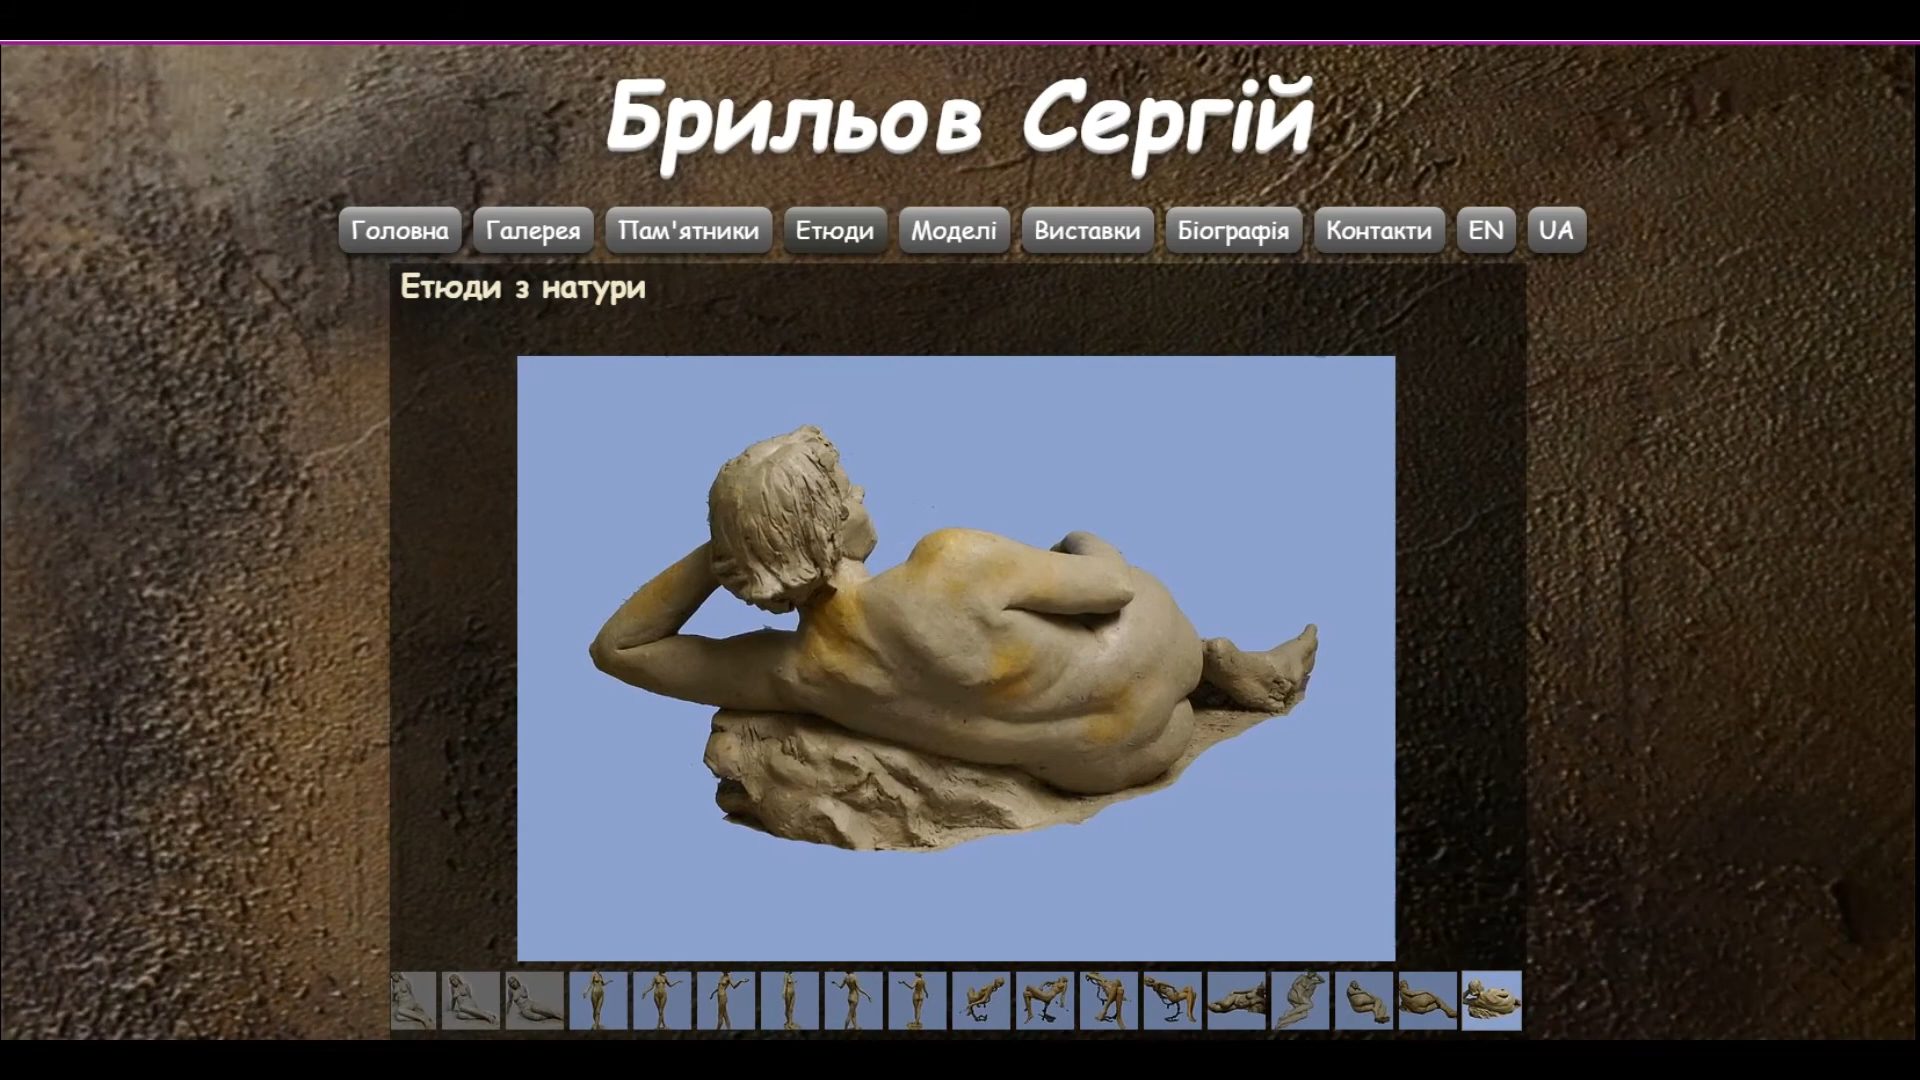 Брильов Сергій
Головна Галерея Пам'ятники Етюди Моделі Виставки Біографія Контакти EN UA
Етюди з натури